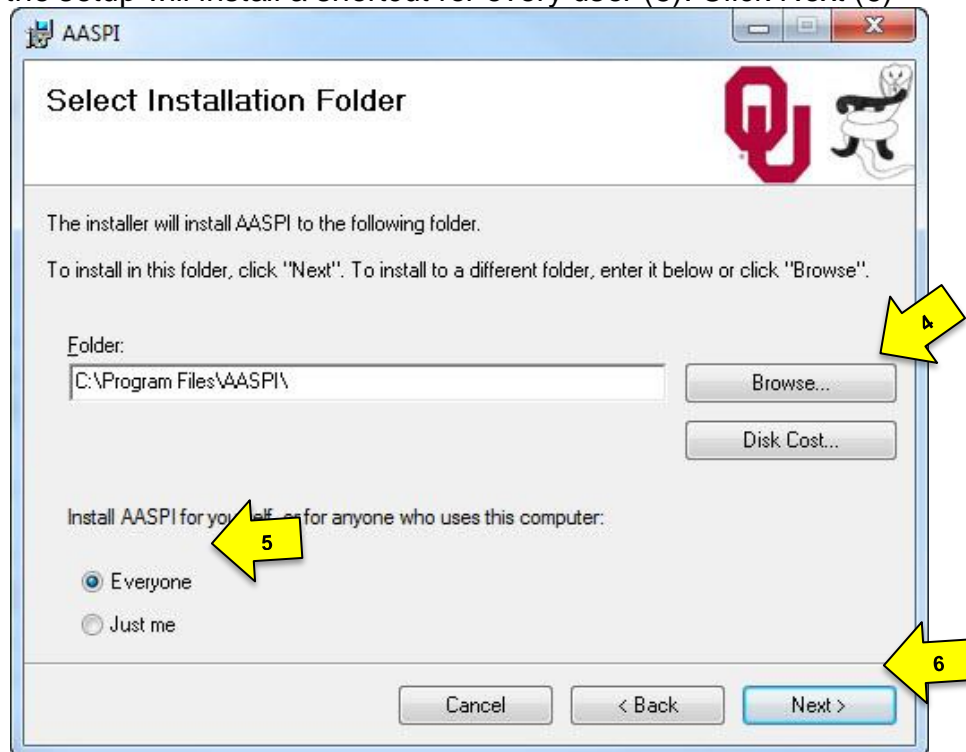 AASPI
Select Installation Folder
The installer will install AASPI to the following folder.
To install in this folder, click "Next". To install to a different folder, enter it below or click "Browse".
4
Folder:
C:\Program Files\AASPI\
Browse...
Disk Cost...
Install AASPI for or for anyone who uses this computer:
5
Everyone
Just me
6
Cancel
< Back
Next >